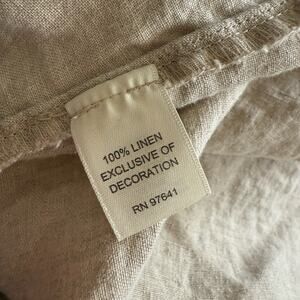 100% LINEN
EXCLUSIVE OF
DECORATION
RN 97641